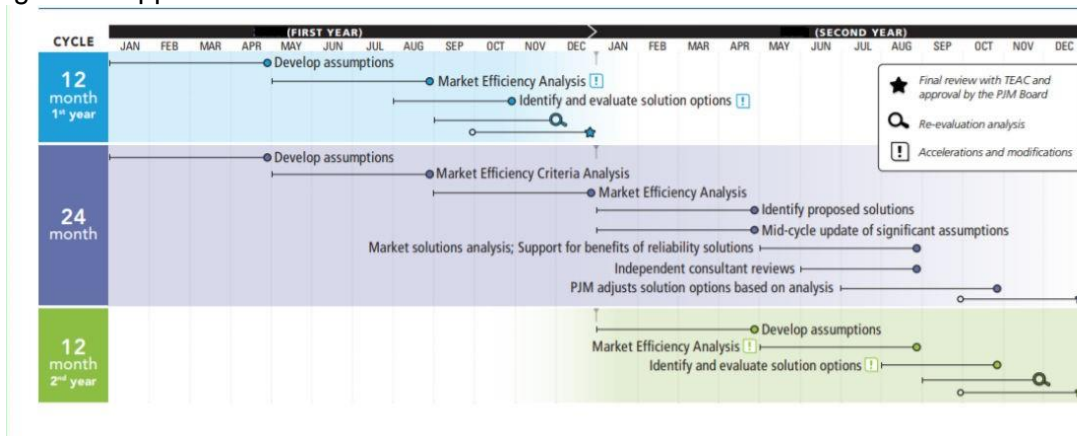 (FIRST YEAR)
(SECOND YEAR)
CYCLE
JAN FEB MAR APR MAY JUN JUL AUG SEP OCT NOV DEC JAN FEB MAR APR MAY JUN JUL AUG SEP OCT NOV DEC
12
month
1st year
Develop assumptions
Market Efficiency Analysis !
Identify and evaluate solution options !
Final review with TEAC and
approval by the PJM Board
Re-evaluation analysis
! Accelerations and modifications
24
month
Develop assumptions
Market Efficiency Criteria Analysis
Market Efficiency Analysis
Identify proposed solutions
Mid-cycle update of significant assumptions
Market solutions analysis; Support for benefits of reliability solutions
Independent consultant reviews
PJM adjusts solution options based on analysis
12
month
2nd year
Develop assumptions
Market Efficiency Analysis !
Identify and evaluate solution options !